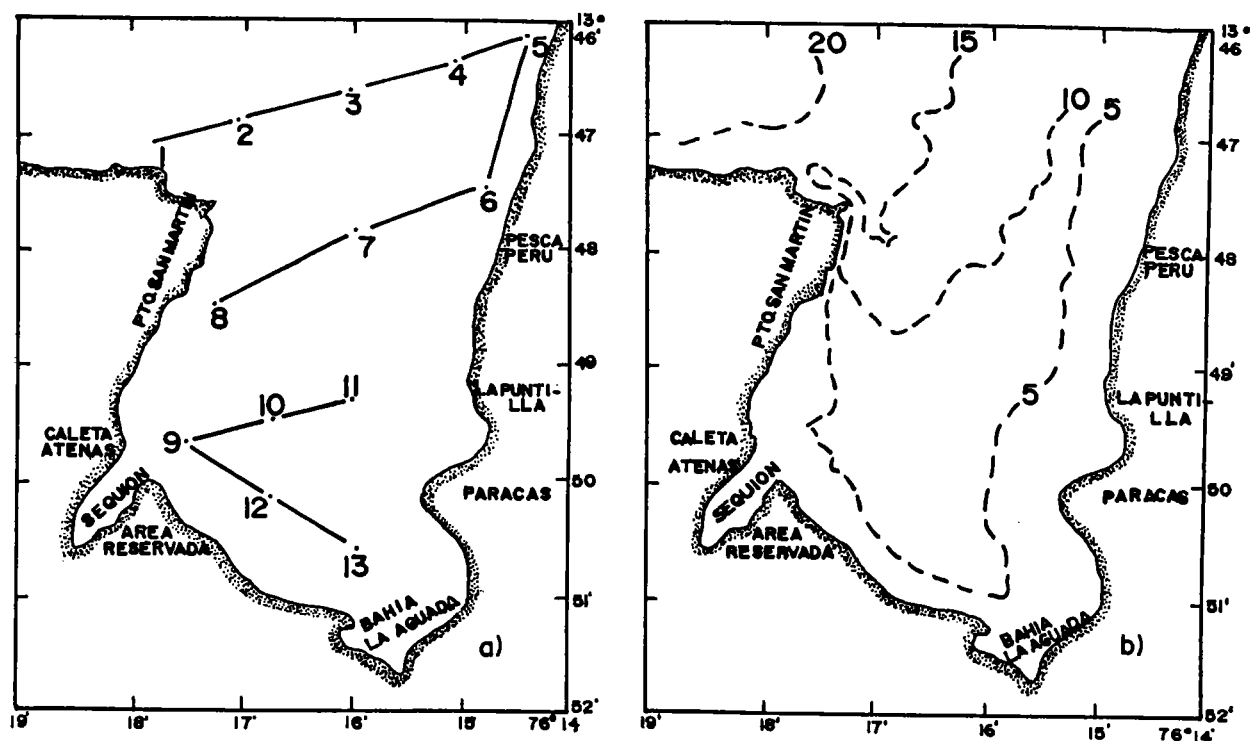 13°
46'
5
4
3
2
47
6
PESCA
PERU
7
48
PTO. SAN MARTIN
8
49
LA PUNTI-
LLA
11
10
9
CALETA
ATENAS
50
SEQUION
PARACAS
12
AREA
RESERVADA
13
51'
BAHIA
LA AGUADA
a)
52'
19' 18' 17' 16' 15' 76° 14'
13°
46'
20
15
10
5
47
PESCA
PERU
48
PTO. SAN MARTIN
49'
5
LA PUNTI-
LLA
CALETA
ATENAS
50
SEQUION
PARACAS
AREA
RESERVADA
51'
BAHIA
LA AGUADA
b)
52'
19' 18' 17' 16' 15' 76° 14'